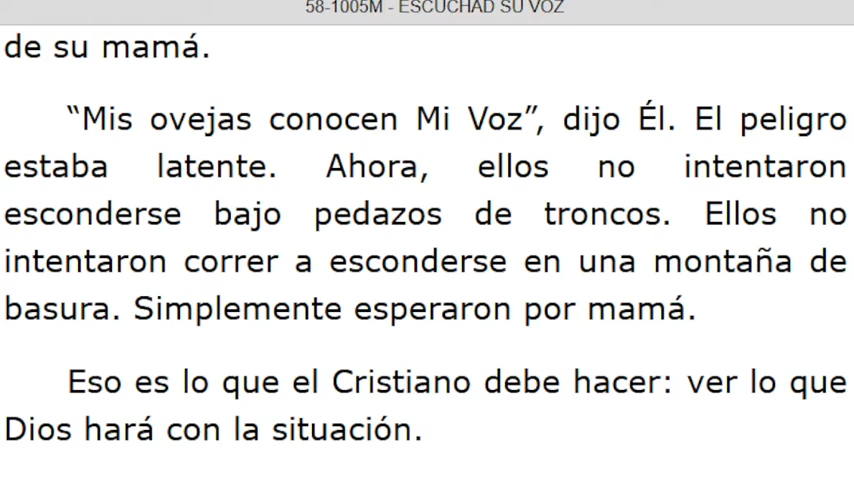 58-1005M - ESCUCHAD SU VOZ
de su mamá.
“Mis ovejas conocen Mi Voz”, dijo Él. El peligro
estaba latente. Ahora, ellos no intentaron
esconderse bajo pedazos de troncos. Ellos no
intentaron correr a esconderse en una montaña de
basura. Simplemente esperaron por mamá.
Eso es lo que el Cristiano debe hacer: ver lo que
Dios hará con la situación.